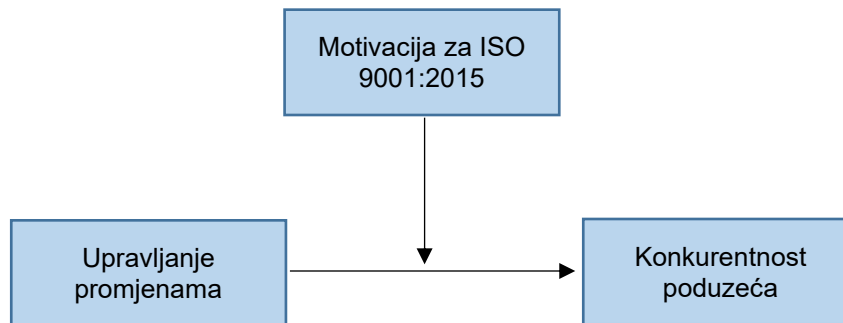 Motivacija za ISO
9001:2015
Upravljanje
promjenama
Konkurentnost
poduzeća